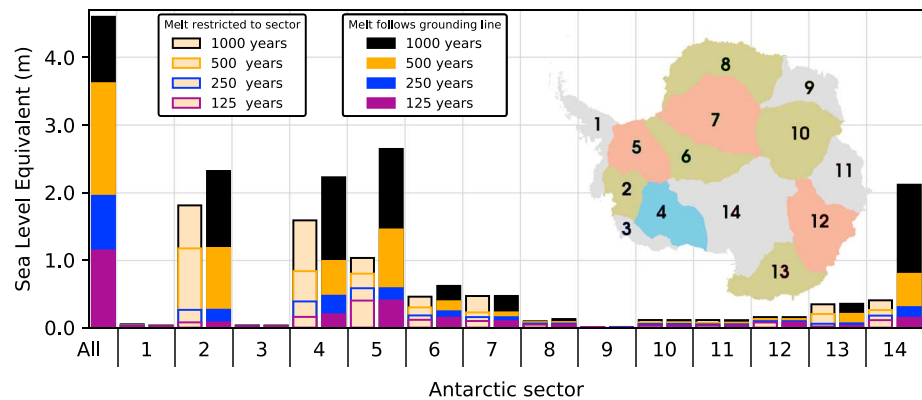 Sea Level Equivalent (m)
4.0
3.0
2.0
1.0
0.0
Melt restricted to sector
1000 years
500 years
250 years
125 years
Melt follows grounding line
1000 years
500 years
250 years
125 years
8
9
1
7
10
5
6
11
2
4
14
12
3
13
All 1 2 3 4 5 6 7 8 9 10 11 12 13 14
Antarctic sector